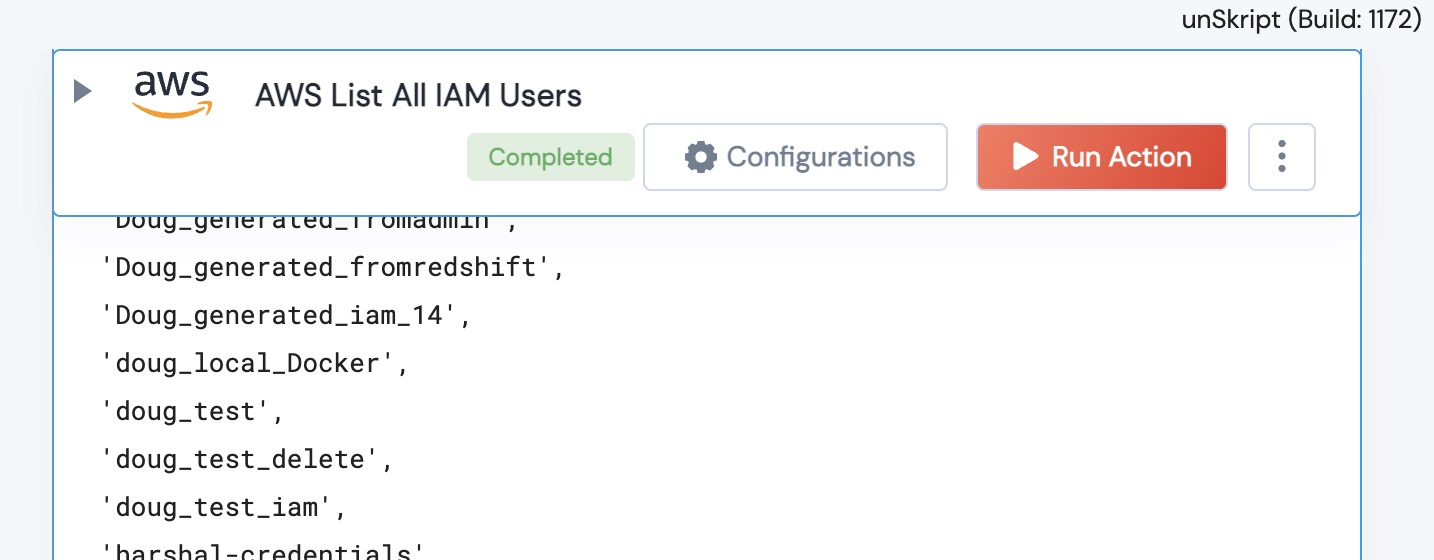 unSkript (Build: 1172)
aws
AWS List All IAM Users
Completed
Configurations
Run Action
'Doug_generated_fromadmin',
'Doug_generated_fromredshift',
'Doug_generated_iam_14',
'doug_local_Docker',
'doug_test',
'doug_test_delete',
'doug_test_iam',
'harshal-credentials'